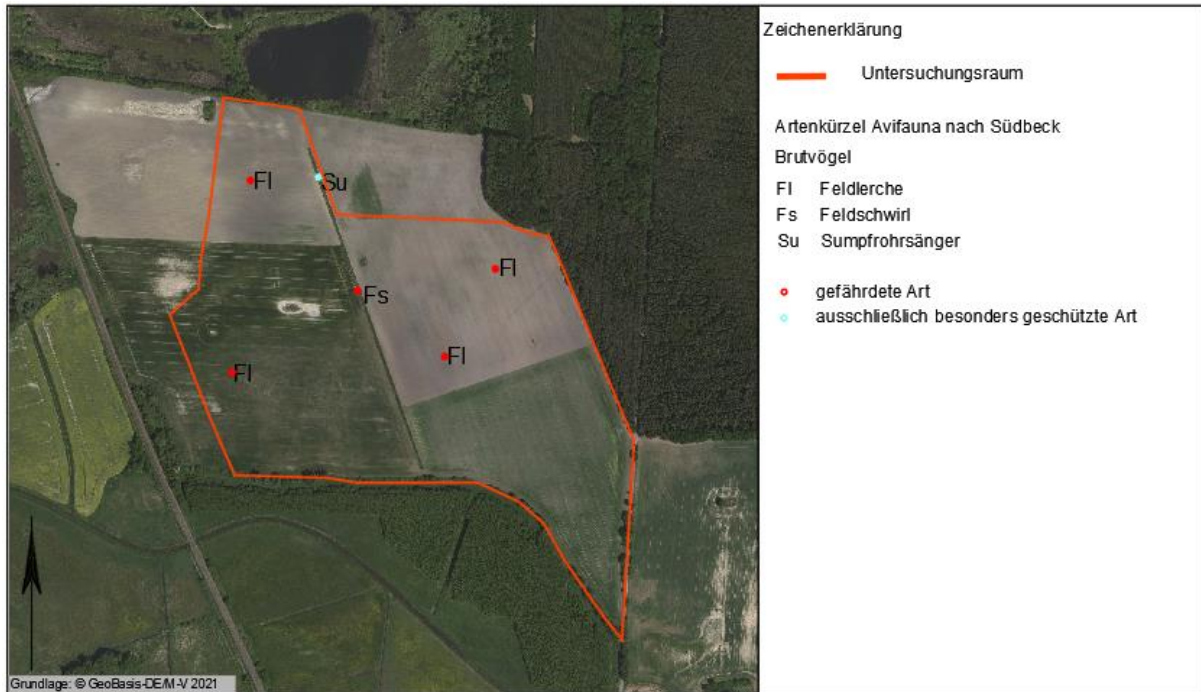 Zeichenerklärung
Untersuchungsraum
Artenkürzel Avifauna nach Südbeck
Brutvögel
Fl Feldlerche
Fs Feldschwirl
Su Sumpfrohrsänger
gefährdete Art
ausschließlich besonders geschützte Art
Fl
Su
Fl
Fs
Fl
Fl
Grundlage: © GeoBasis-DE/M-V 2021